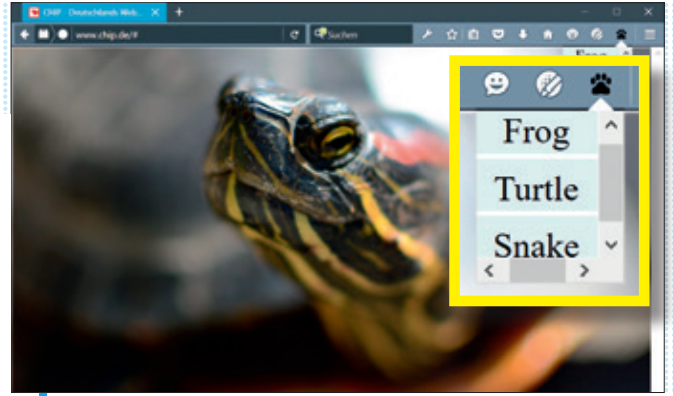 CHIP - Deutschlands Web...
www.chip.de/#
Suchen
Frog
Frog
Turtle
Snake